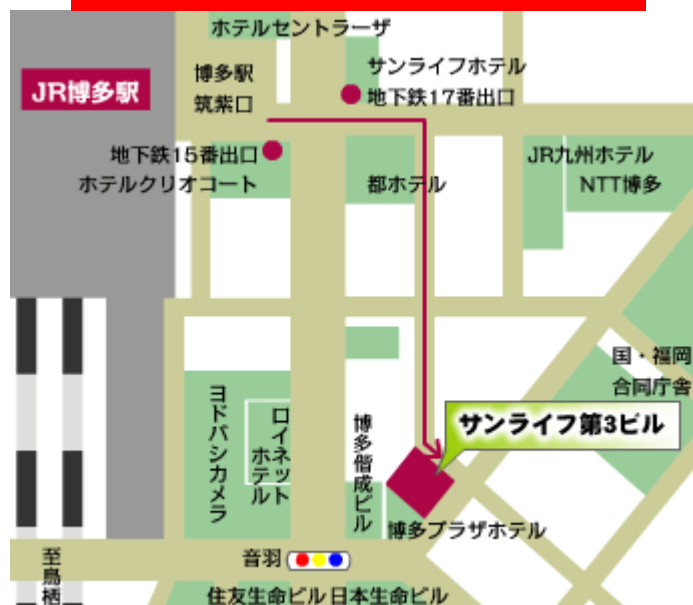 ホテルセントラーザ
JR博多駅
博多駅
筑紫口
サンライフホテル
地下鉄17番出口
地下鉄15番出口
ホテルクリオコート
都ホテル
JR九州ホテル
NTT博多
国・福岡
合同庁舎
サンライフ第3ビル
ヨドバシカメラ
ロイネット
ホテル
博多偕成ビル
博多プラザホテル
音羽
至鳥栖
住友生命ビル
日本生命ビル